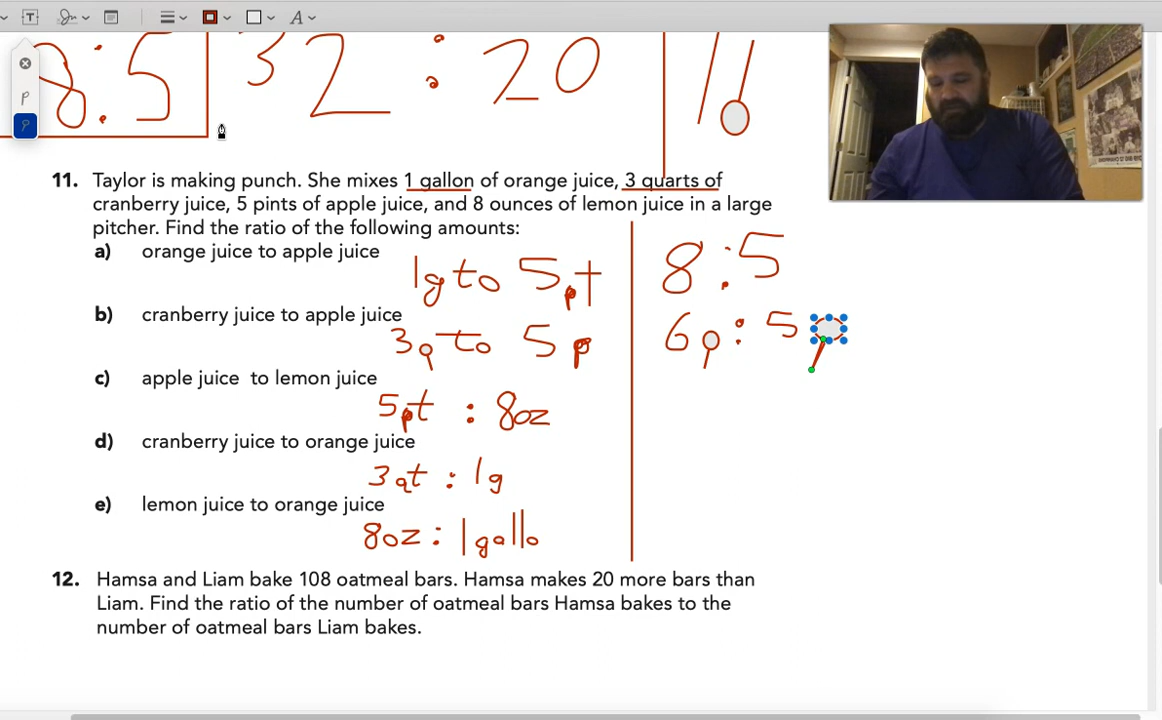 8:5
32:20
11. Taylor is making punch. She mixes 1 gallon of orange juice, 3 quarts of
cranberry juice, 5 pints of apple juice, and 8 ounces of lemon juice in a large
pitcher. Find the ratio of the following amounts:
a) orange juice to apple juice
1g to 5pt
8:5
b) cranberry juice to apple juice
3q to 5p
6p:5
c) apple juice to lemon juice
5pt : 8oz
d) cranberry juice to orange juice
3qt : 1g
e) lemon juice to orange juice
8oz : 1gallo
12. Hamsa and Liam bake 108 oatmeal bars. Hamsa makes 20 more bars than
Liam. Find the ratio of the number of oatmeal bars Hamsa bakes to the
number of oatmeal bars Liam bakes.